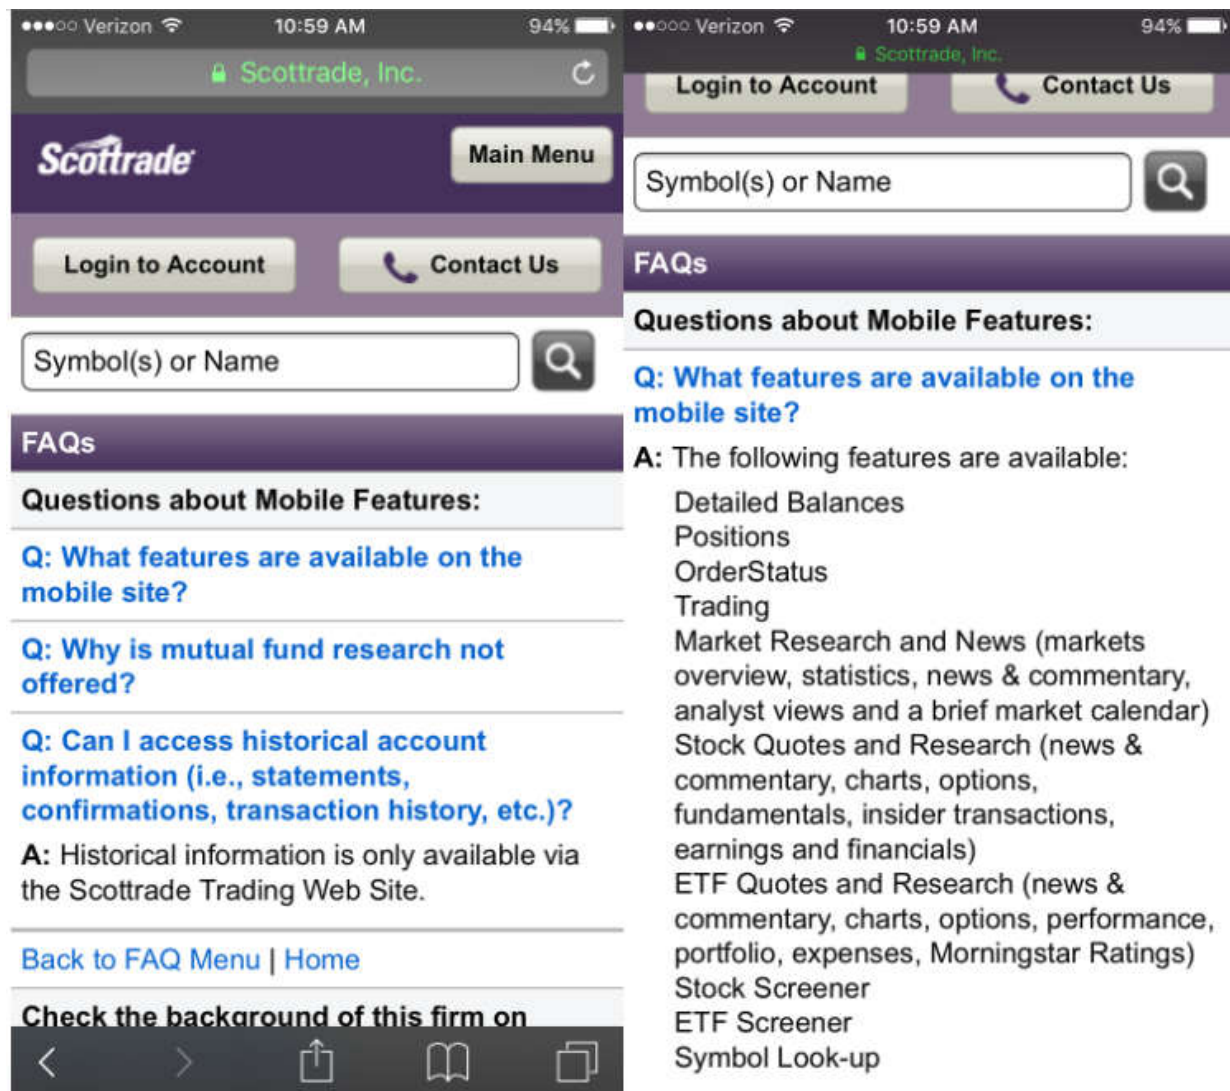 Verizon 10:59 AM 94%
Scottrade, Inc.
Scottrade
Main Menu
Login to Account
Contact Us
Symbol(s) or Name
FAQs
Questions about Mobile Features:
Q: What features are available on the
mobile site?
Q: Why is mutual fund research not
offered?
Q: Can I access historical account
information (i.e., statements,
confirmations, transaction history, etc.)?
A: Historical information is only available via
the Scottrade Trading Web Site.
Back to FAQ Menu | Home
Check the background of this firm on
Verizon 10:59 AM 94%
Scottrade, Inc.
Login to Account
Contact Us
Symbol(s) or Name
FAQs
Questions about Mobile Features:
Q: What features are available on the
mobile site?
A: The following features are available:
Detailed Balances
Positions
OrderStatus
Trading
Market Research and News (markets
overview, statistics, news & commentary,
analyst views and a brief market calendar)
Stock Quotes and Research (news &
commentary, charts, options,
fundamentals, insider transactions,
earnings and financials)
ETF Quotes and Research (news &
commentary, charts, options, performance,
portfolio, expenses, Morningstar Ratings)
Stock Screener
ETF Screener
Symbol Look-up